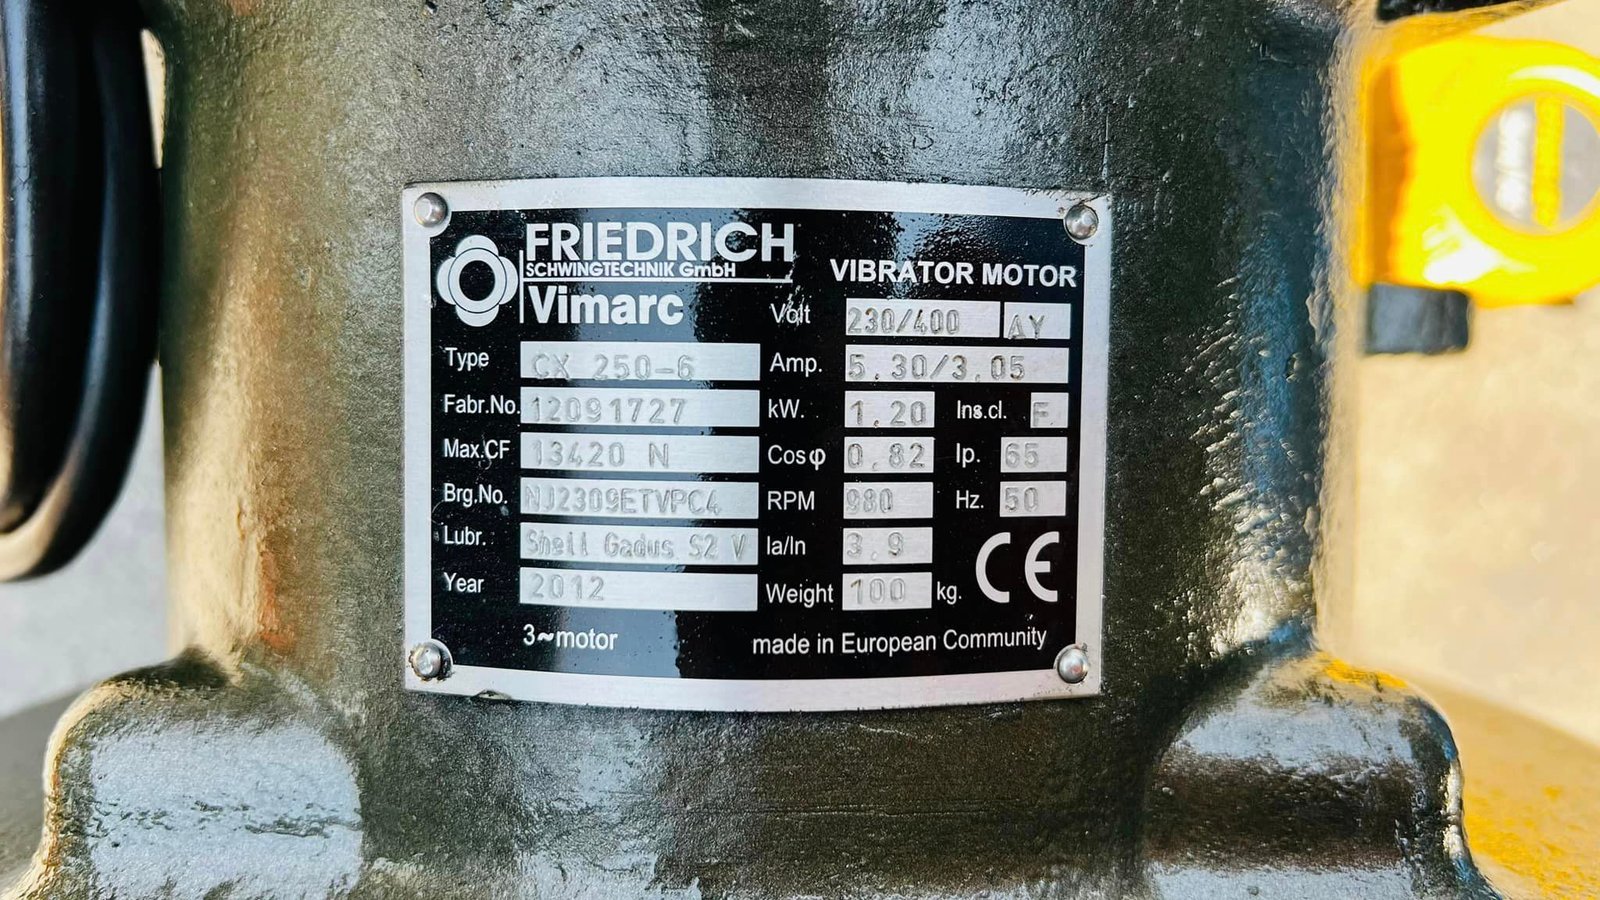 FRIEDRICH
SCHWINGTECHNIK GmbH
Vimarc
VIBRATOR MOTOR
Volt 230/400 ΔY
Type CX 250-6 Amp. 5.30/3.05
Fabr.No. 12091727 kW. 1.20 Ins.cl. F
Max.CF 13420 N Cosφ 0.82 Ip. 65
Brg.No. NJ2309ETVPC4 RPM 980 Hz. 50
Lubr. Shell Gadus S2 V Ia/In 3.9
Year 2012 Weight 100 kg. CE
3~motor made in European Community